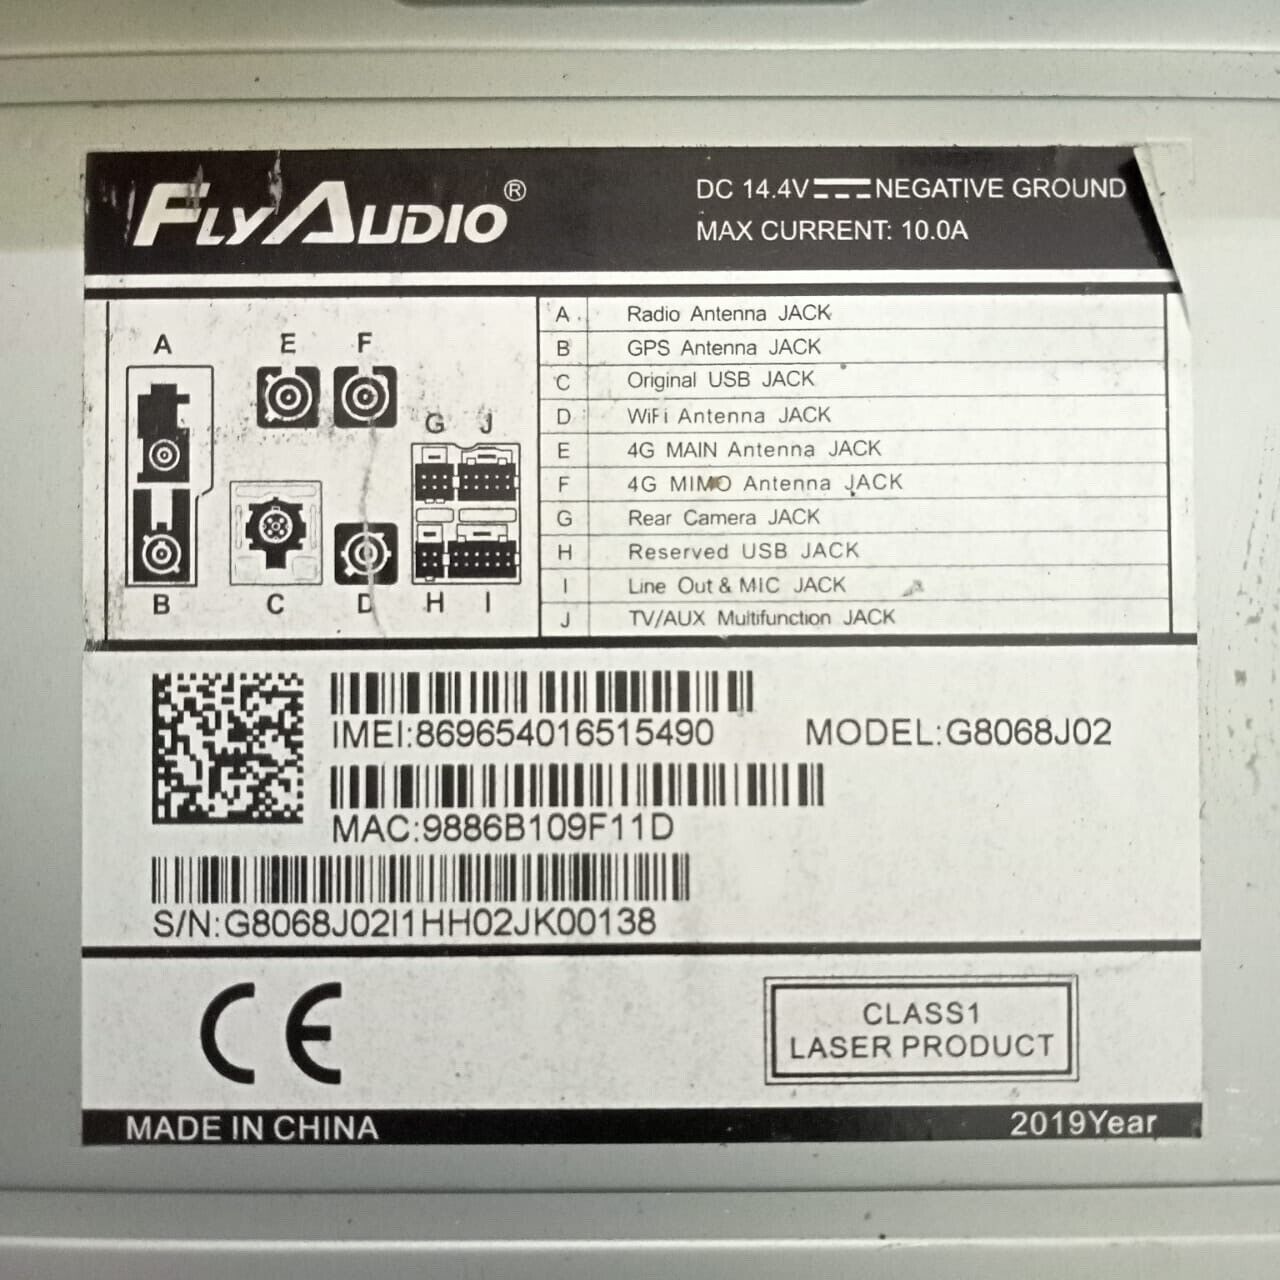 FLYAUDIO®
DC 14.4V NEGATIVE GROUND
MAX CURRENT: 10.0A
A E F
G J
B C D H I
A Radio Antenna JACK
B GPS Antenna JACK
C Original USB JACK
D WiFi Antenna JACK
E 4G MAIN Antenna JACK
F 4G MIMO Antenna JACK
G Rear Camera JACK
H Reserved USB JACK
I Line Out & MIC JACK
J TV/AUX Multifunction JACK
IMEI:869654016515490
MODEL:G8068J02
MAC:9886B109F11D
S/N:G8068J02I1HH02JK00138
CE
CLASS1
LASER PRODUCT
MADE IN CHINA
2019Year